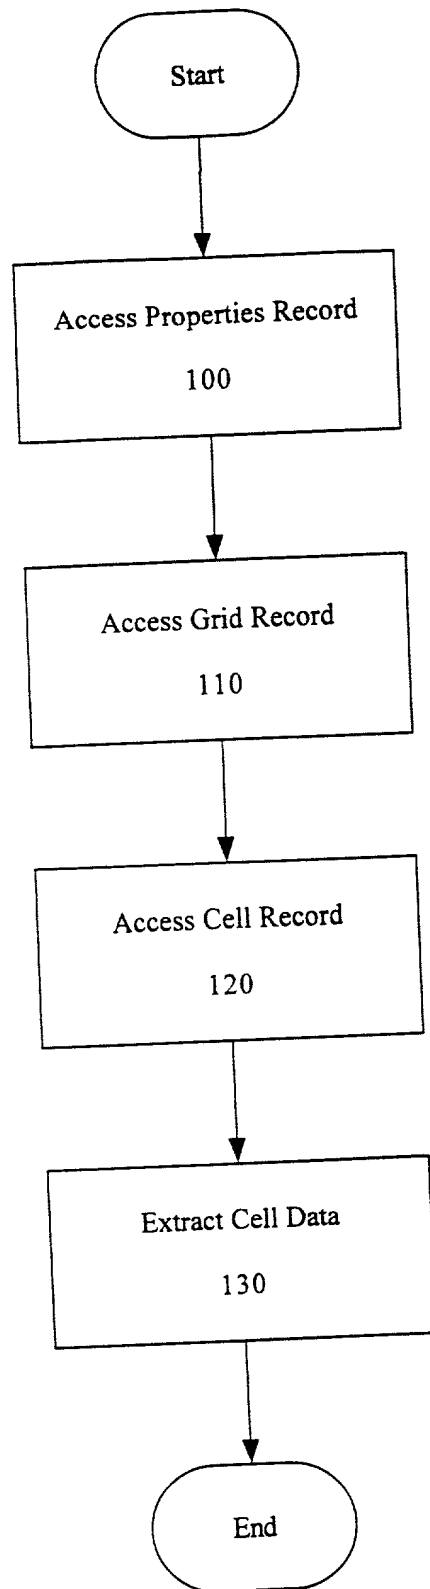 Start
Access Properties Record
100
Access Grid Record
110
Access Cell Record
120
Extract Cell Data
130
End